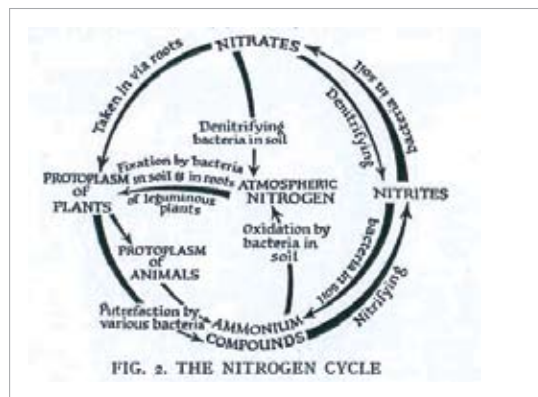 NITRATES
Taken in via roots
Denitrifying
bacteria in soil
Denitrifying
bacteria in soil
Nitrifying
bacteria in soil
Fixation by bacteria
in soil & in roots
of leguminous
plants
PROTOPLASM
of
PLANTS
ATMOSPHERIC
NITROGEN
NITRITES
Oxidation by
bacteria in
soil
PROTOPLASM
of
ANIMALS
Putrefaction by
various bacteria
AMMONIUM
COMPOUNDS
FIG. 2. THE NITROGEN CYCLE